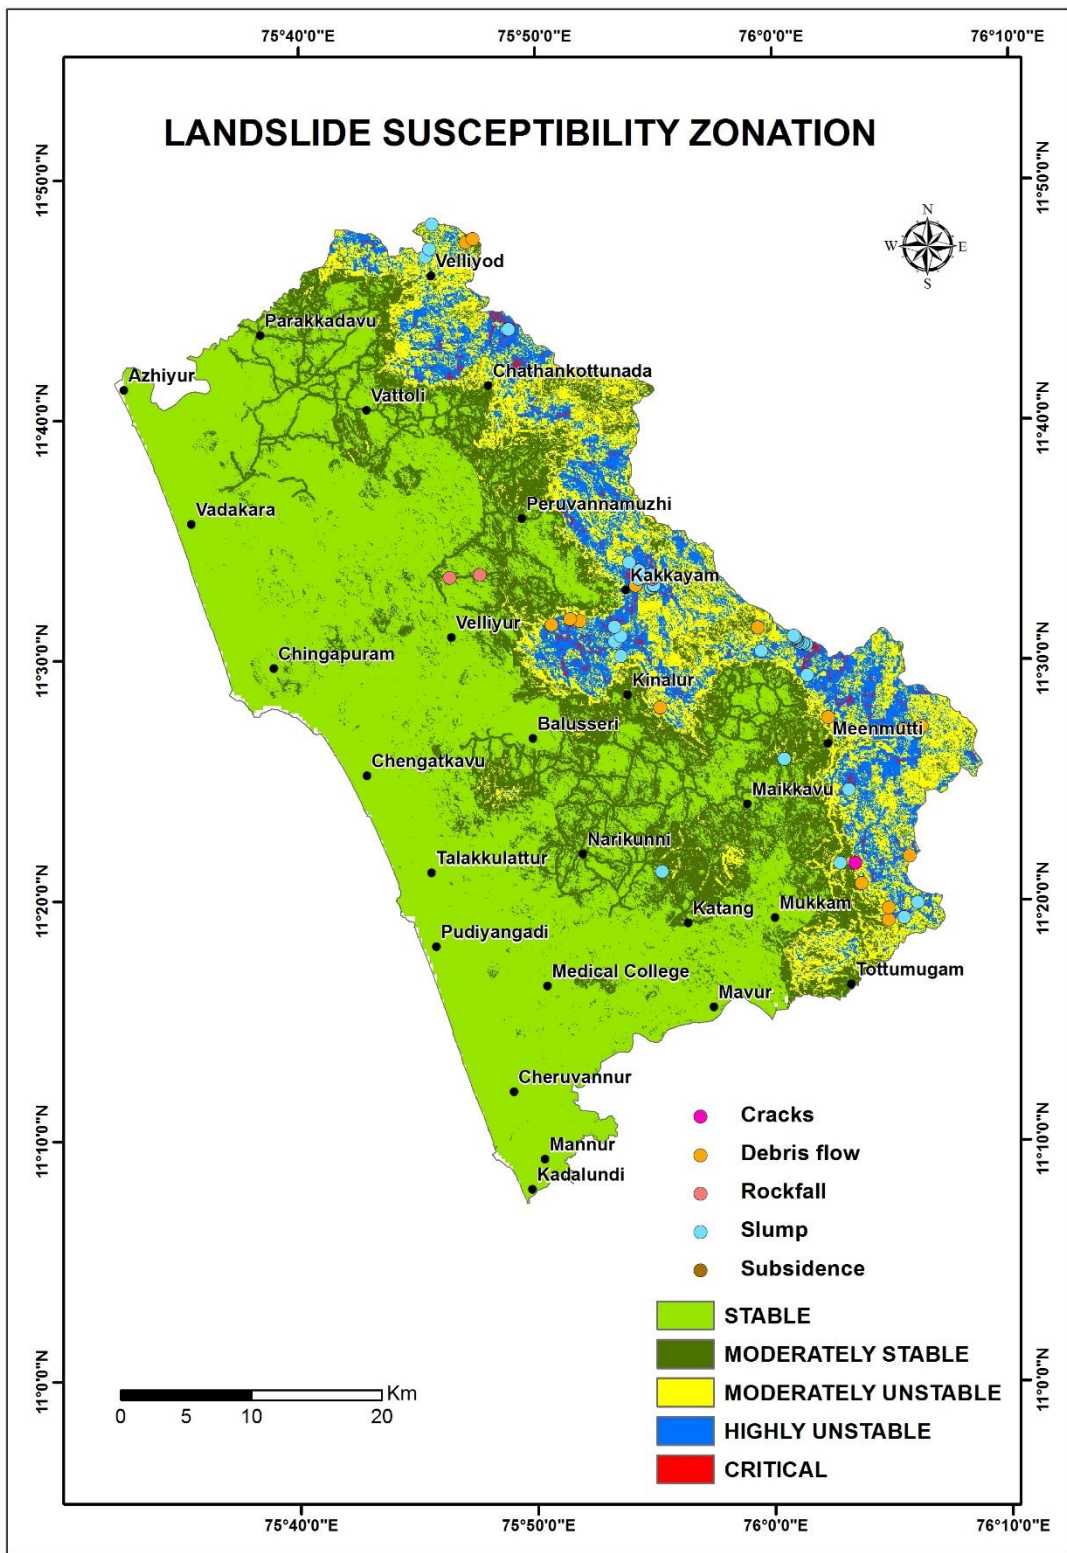 75°40'0"E 75°50'0"E 76°0'0"E 76°10'0"E
LANDSLIDE SUSCEPTIBILITY ZONATION
11°50'0"N 11°50'0"N
N
W E
S
Velliyod
Parakkadavu
Azhiyur
Chathankottunada
Vattoli
11°40'0"N 11°40'0"N
Vadakara
Peruvannamuzhi
Kakkayam
Velliyur
Chingapuram
11°30'0"N 11°30'0"N
Kinalur
Balusseri
Meenmutti
Chengatkavu
Maikkavu
Narikunni
Talakkulattur
11°20'0"N 11°20'0"N
Katang
Mukkam
Pudiyangadi
Medical College
Tottumugam
Mavur
Cheruvannur
Cracks
11°10'0"N 11°10'0"N
Mannur
Debris flow
Kadalundi
Rockfall
Slump
Subsidence
STABLE
MODERATELY STABLE
11°0'0"N 11°0'0"N
MODERATELY UNSTABLE
Km
0 5 10 20
HIGHLY UNSTABLE
CRITICAL
75°40'0"E 75°50'0"E 76°0'0"E 76°10'0"E